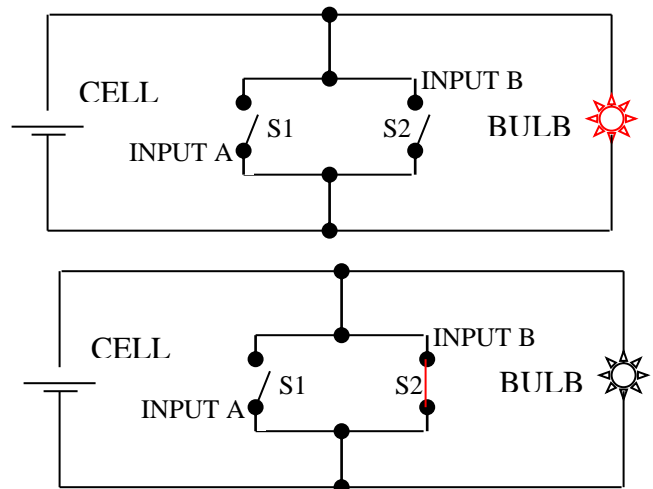 INPUT B
CELL
S1
S2
BULB
INPUT A
INPUT B
CELL
S1
S2
BULB
INPUT A